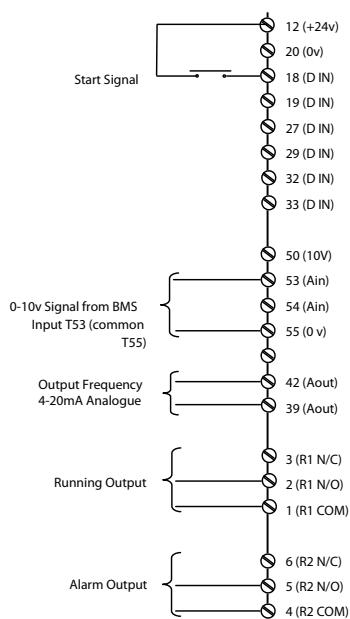 12 (+24v)
20 (0v)
Start Signal
18 (D IN)
19 (D IN)
27 (D IN)
29 (D IN)
32 (D IN)
33 (D IN)
50 (10V)
53 (Ain)
0-10v Signal from BMS
Input T53 (common
T55)
54 (Ain)
55 (0 v)
Output Frequency
4-20mA Analogue
42 (Aout)
39 (Aout)
3 (R1 N/C)
Running Output
2 (R1 N/O)
1 (R1 COM)
6 (R2 N/C)
Alarm Output
5 (R2 N/O)
4 (R2 COM)